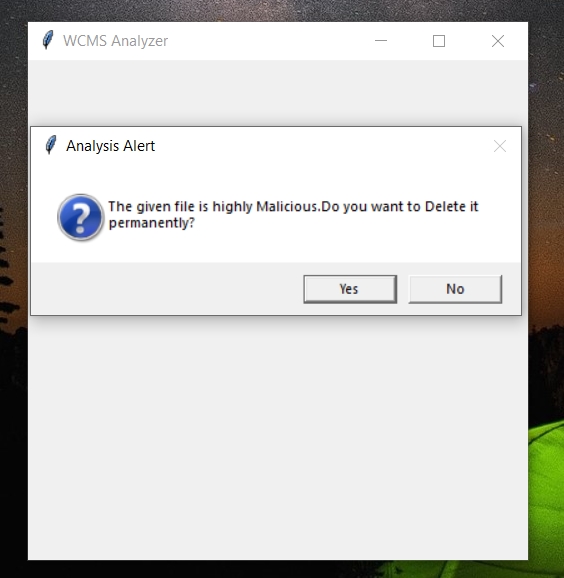 WCMS Analyzer
Analysis Alert
The given file is highly Malicious.Do you want to Delete it
permanently?
Yes
No